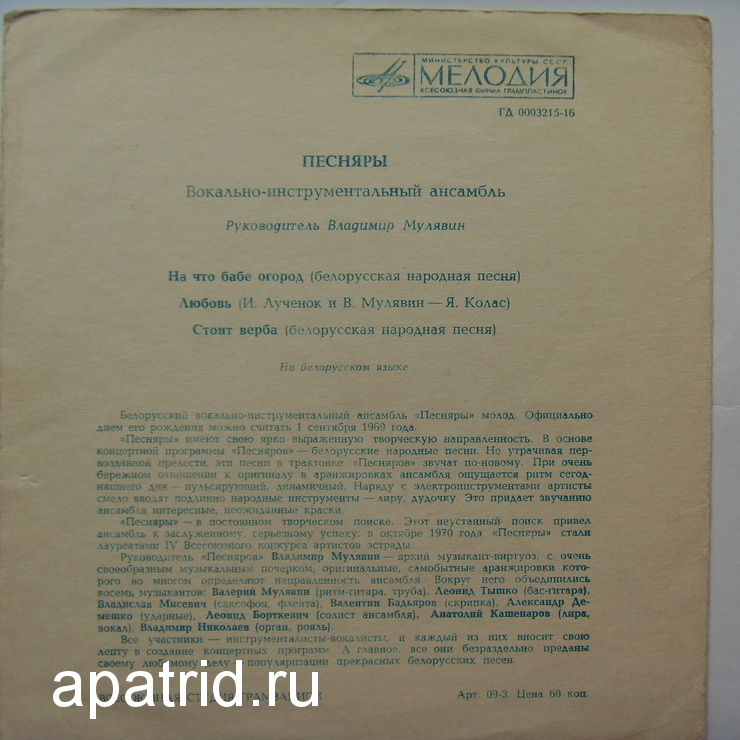 МИНИСТЕРСТВО КУЛЬТУРЫ СССР
МЕЛОДИЯ
ВСЕСОЮЗНАЯ ФИРМА ГРАМПЛАСТИНОК
ГД 0003215-16
ПЕСНЯРЫ
Вокально-инструментальный ансамбль
Руководитель Владимир Мулявин
На что бабе огород (белорусская народная песня)
Любовь (И. Лученок и В. Мулявин — Я. Колас)
Стоит верба (белорусская народная песня)
На белорусском языке
Белорусский вокально-инструментальный ансамбль «Песняры» молод. Официально
днем его рождения можно считать 1 сентября 1969 года.
«Песняры» имеют свою ярко выраженную творческую направленность. В основе
концертной программы «Песняров» — белорусские народные песни. Не утрачивая пер-
возданной прелести, эти песни в трактовке «Песняров» звучат по-новому. При очень
бережном отношении к оригиналу в аранжировках ансамбля ощущается ритм сегод-
няшнего дня — пульсирующий, динамичный. Наряду с электроинструментами артисты
смело вводят подлинно народные инструменты — лиру, дудочку. Это придает звучанию
ансамбля интересные, неожиданные краски.
«Песняры» — в постоянном творческом поиске. Этот неустанный поиск привел
ансамбль к заслуженному, серьезному успеху: в октябре 1970 года «Песняры» стали
лауреатами IV Всесоюзного конкурса артистов эстрады.
Руководитель «Песняров» Владимир Мулявин — яркий музыкант-виртуоз, с очень
своеобразным музыкальным почерком, оригинальные, самобытные аранжировки кото-
рого во многом определяют направленность ансамбля. Вокруг него объединились
восемь музыкантов: Валерий Мулявин (ритм-гитара, труба), Леонид Тышко (бас-гитара),
Владислав Мисевич (саксофон, флейта), Валентин Бадьяров (скрипка), Александр Де-
мешко (ударные), Леонид Борткевич (солист ансамбля), Анатолий Кашепаров (лира,
вокал), Владимир Николаев (орган, рояль).
Все участники — инструменталисты-вокалисты, и каждый из них вносит свою
лепту в создание концертных программ. А главное, все они безраздельно преданы
своему любимому делу — популяризации прекрасных белорусских песен.
ВСЕСОЮЗНАЯ СТУДИЯ ГРАМЗАПИСИ
Арт. 09-3. Цена 60 коп.
apatrid.ru